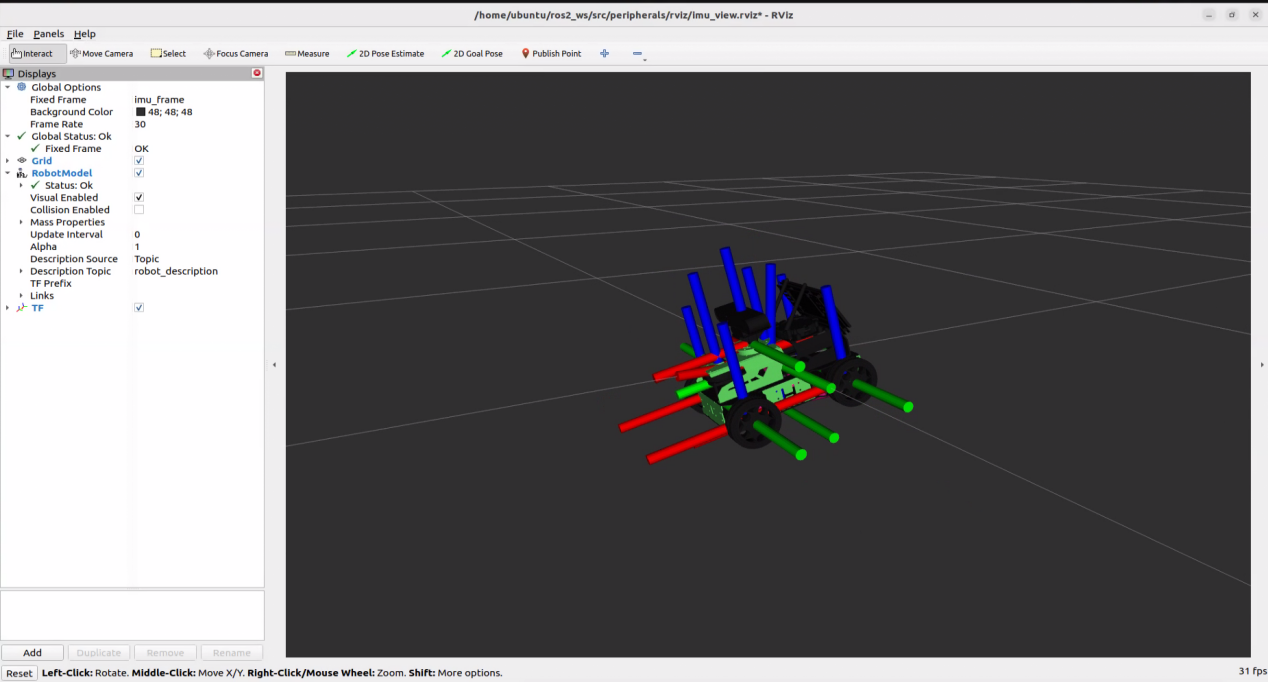 /home/ubuntu/ros2_ws/src/peripherals/rviz/imu_view.rviz* - RViz
File Panels Help
Interact Move Camera Select Focus Camera Measure 2D Pose Estimate 2D Goal Pose Publish Point
Displays
Global Options
Fixed Frame imu_frame
Background Color 48; 48; 48
Frame Rate 30
Global Status: Ok
Fixed Frame OK
Grid
RobotModel
Status: Ok
Visual Enabled
Collision Enabled
Mass Properties
Update Interval 0
Alpha 1
Description Source Topic
Description Topic robot_description
TF Prefix
Links
TF
Add Duplicate Remove Rename
Reset Left-Click: Rotate. Middle-Click: Move X/Y. Right-Click/Mouse Wheel: Zoom. Shift: More options. 31 fps